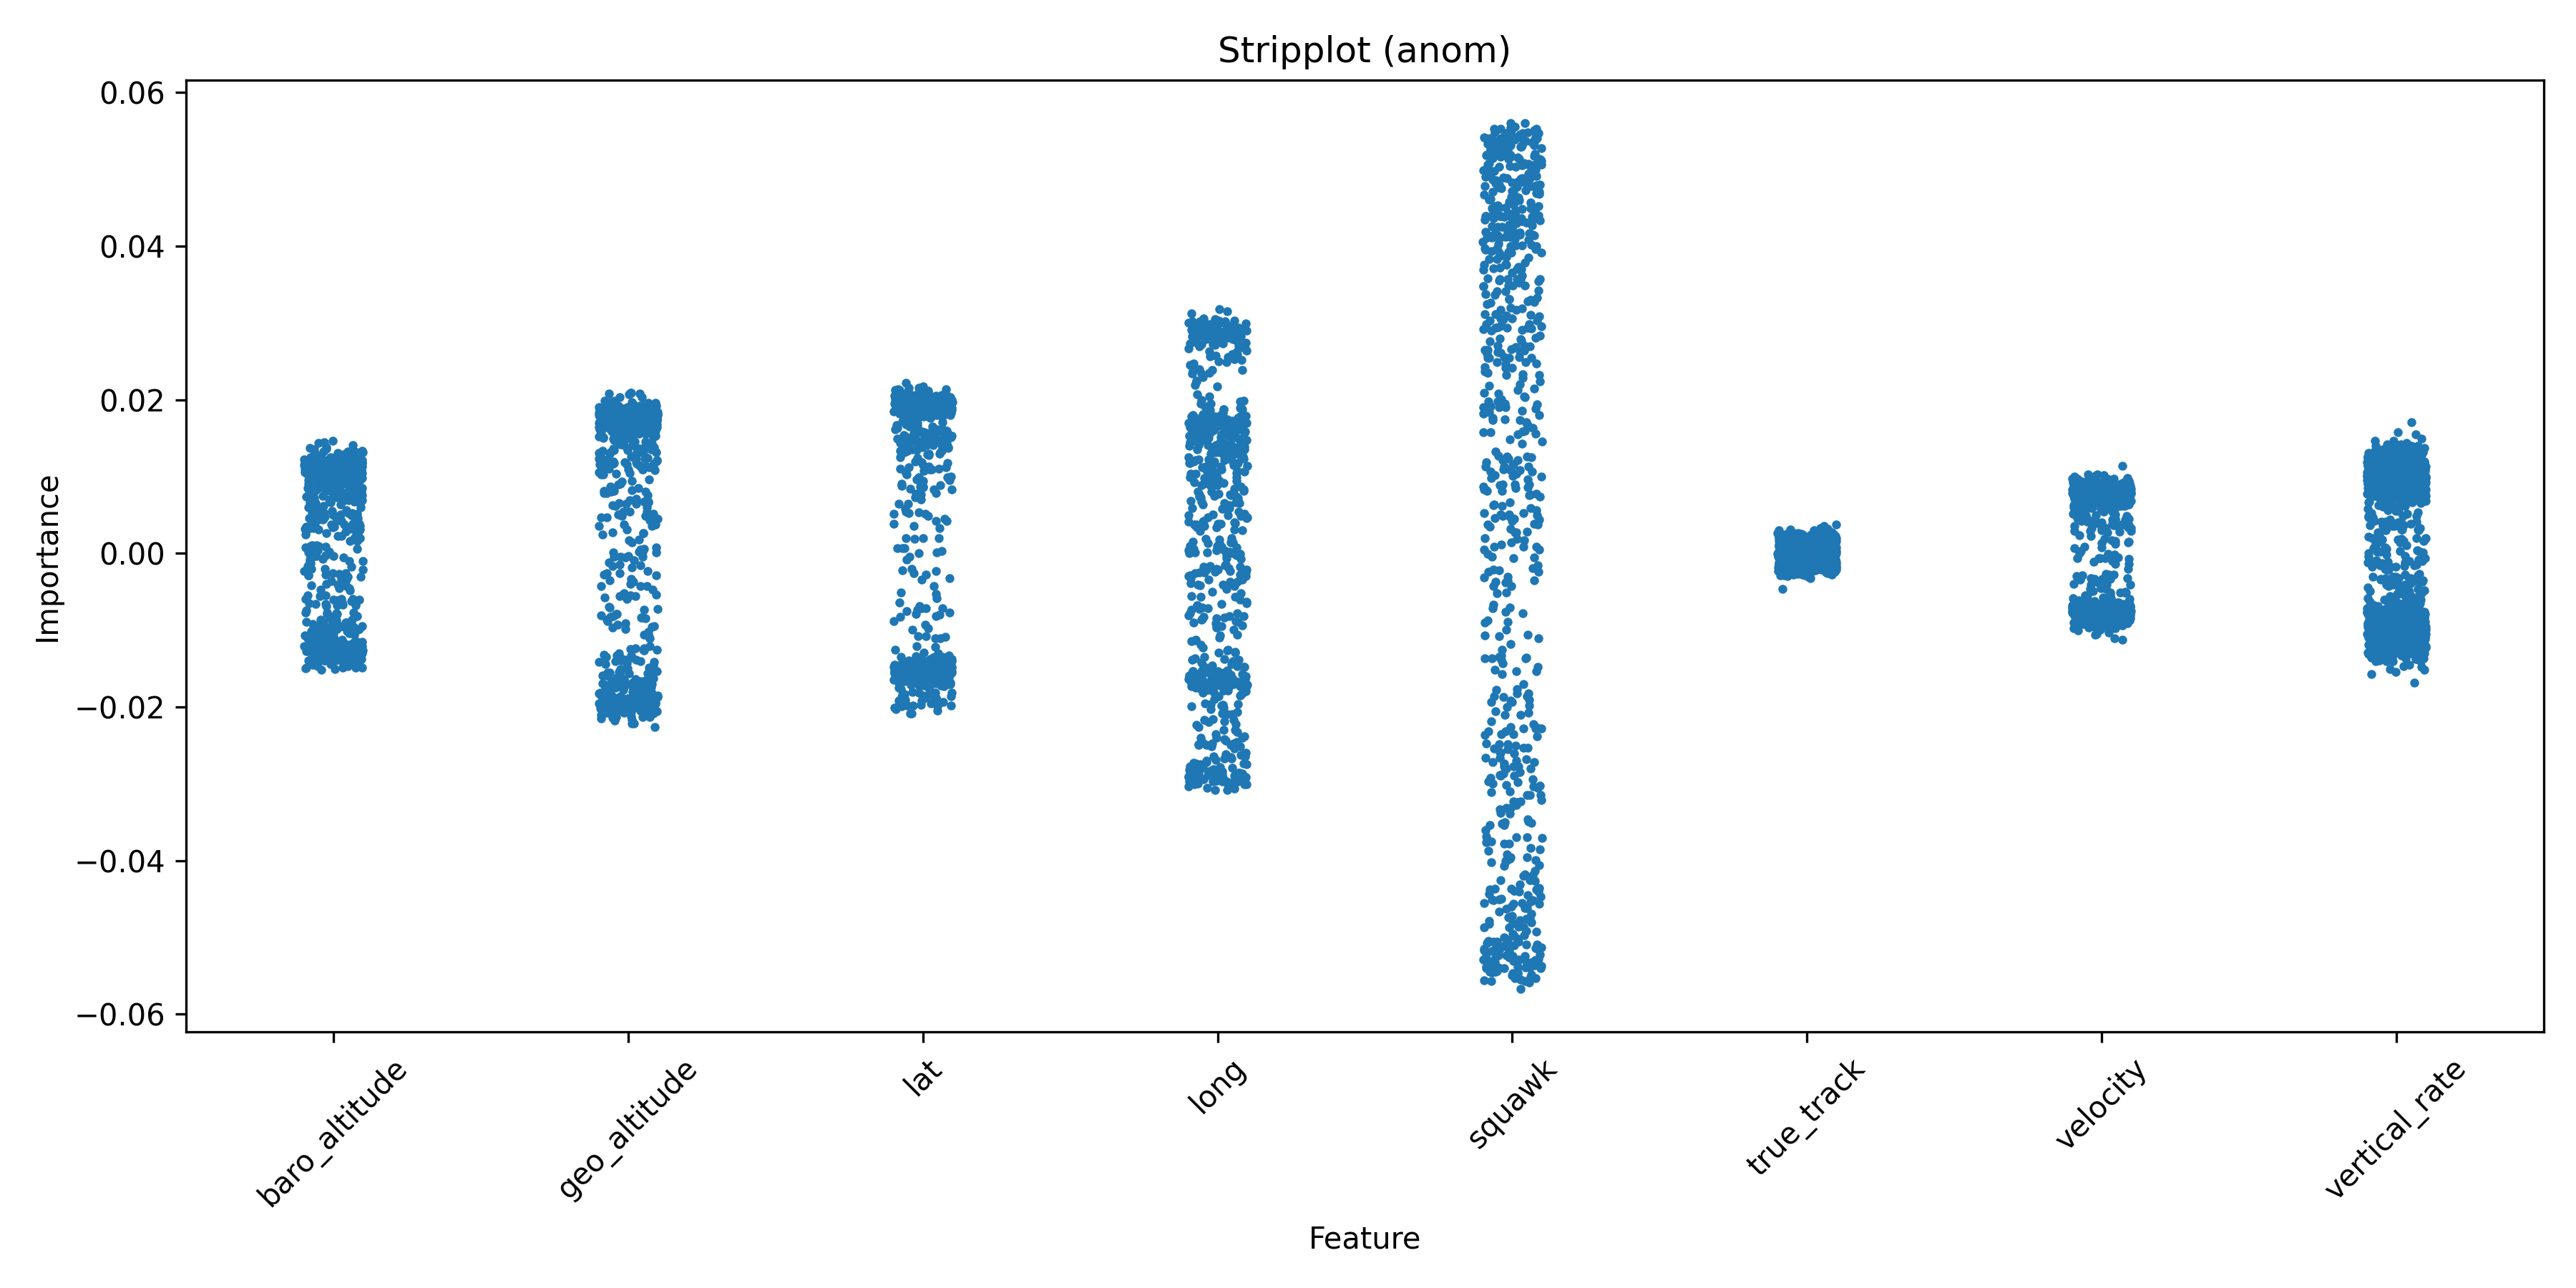 Stripplot (anom)
0.06
0.04
0.02
0.00
−0.02
−0.04
−0.06
Importance
baro_altitude
geo_altitude
lat
long
squawk
true_track
velocity
vertical_rate
Feature